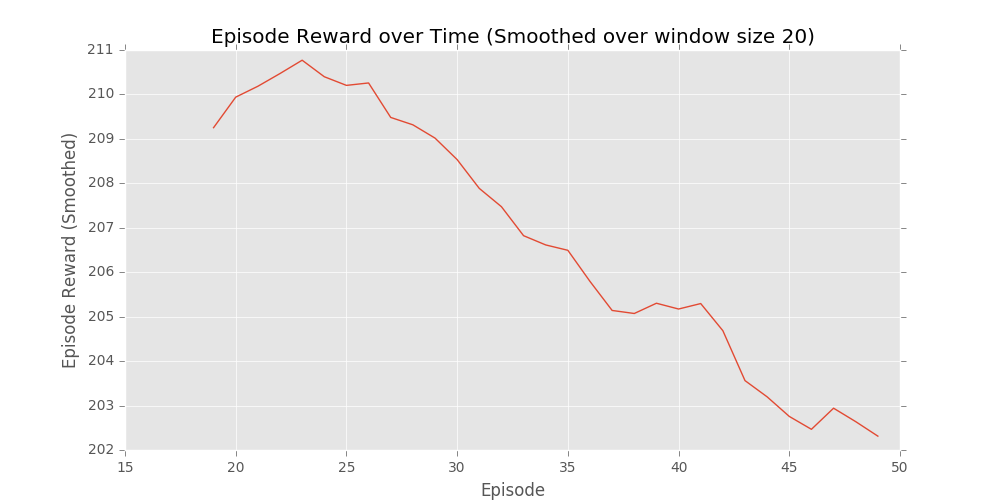 Episode Reward over Time (Smoothed over window size 20)
211
210
209
208
207
206
205
204
203
202
Episode Reward (Smoothed)
15 20 25 30 35 40 45 50
Episode